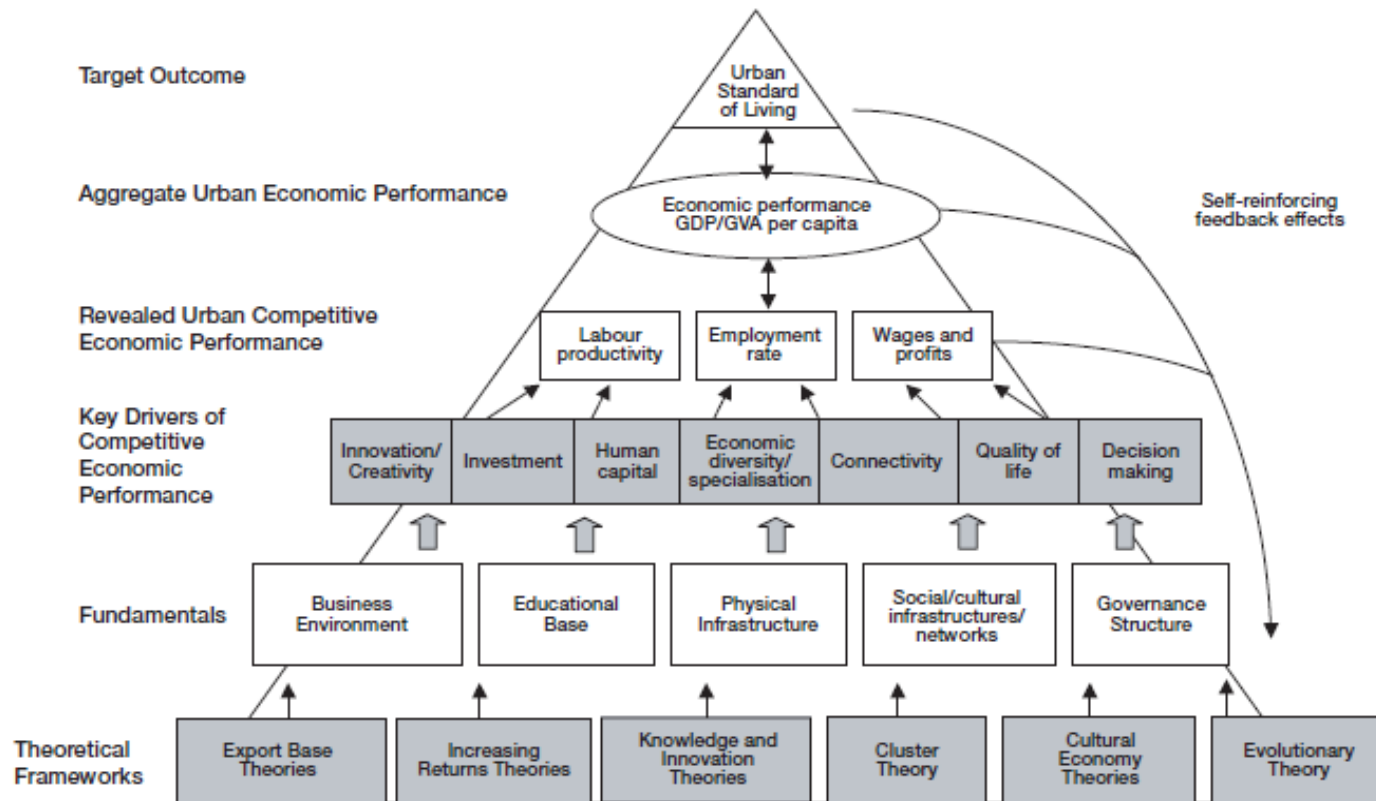 Target Outcome
Urban
Standard
of Living
Aggregate Urban Economic Performance
Economic performance
GDP/GVA per capita
Self-reinforcing
feedback effects
Revealed Urban Competitive
Economic Performance
Labour
productivity
Employment
rate
Wages and
profits
Key Drivers of
Competitive
Economic
Performance
Innovation/
Creativity
Investment
Human
capital
Economic
diversity/
specialisation
Connectivity
Quality of
life
Decision
making
Fundamentals
Business
Environment
Educational
Base
Physical
Infrastructure
Social/cultural
infrastructures/
networks
Governance
Structure
Theoretical
Frameworks
Export Base
Theories
Increasing
Returns Theories
Knowledge and
Innovation
Theories
Cluster
Theory
Cultural
Economy
Theories
Evolutionary
Theory